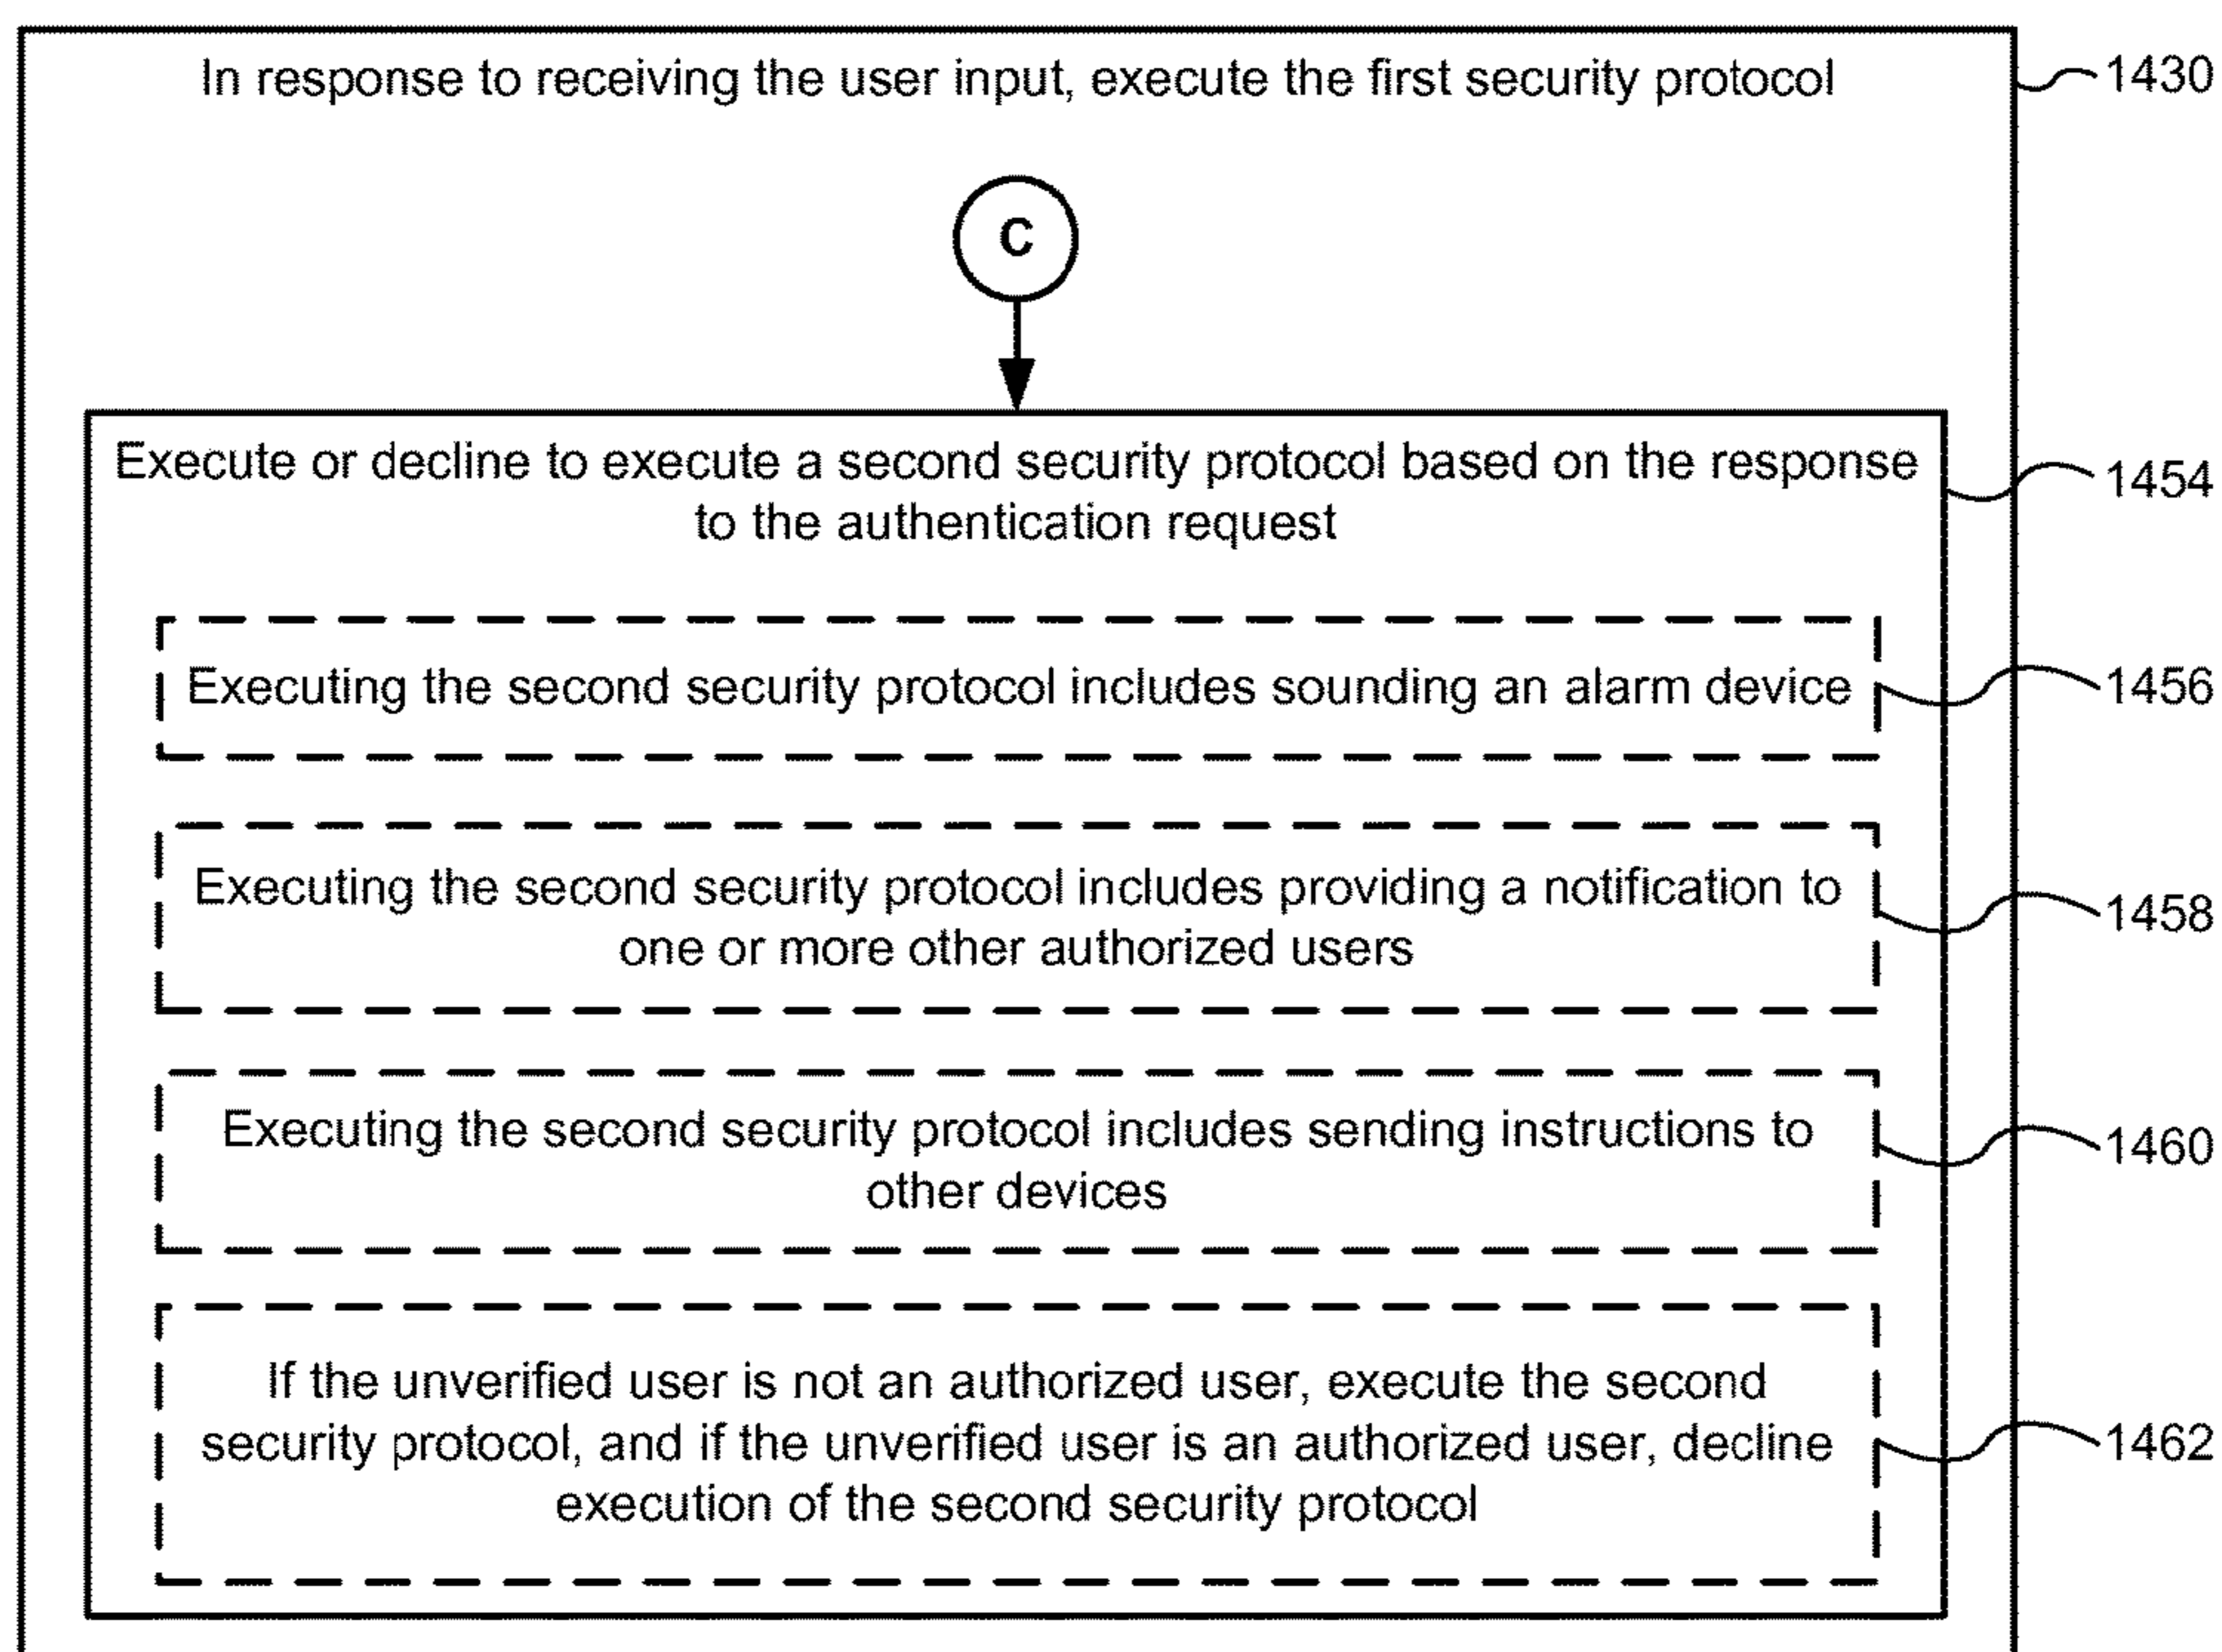 In response to receiving the user input, execute the first security protocol
1430
C
Execute or decline to execute a second security protocol based on the response
to the authentication request
1454
Executing the second security protocol includes sounding an alarm device
1456
Executing the second security protocol includes providing a notification to
one or more other authorized users
1458
Executing the second security protocol includes sending instructions to
other devices
1460
If the unverified user is not an authorized user, execute the second
security protocol, and if the unverified user is an authorized user, decline
execution of the second security protocol
1462